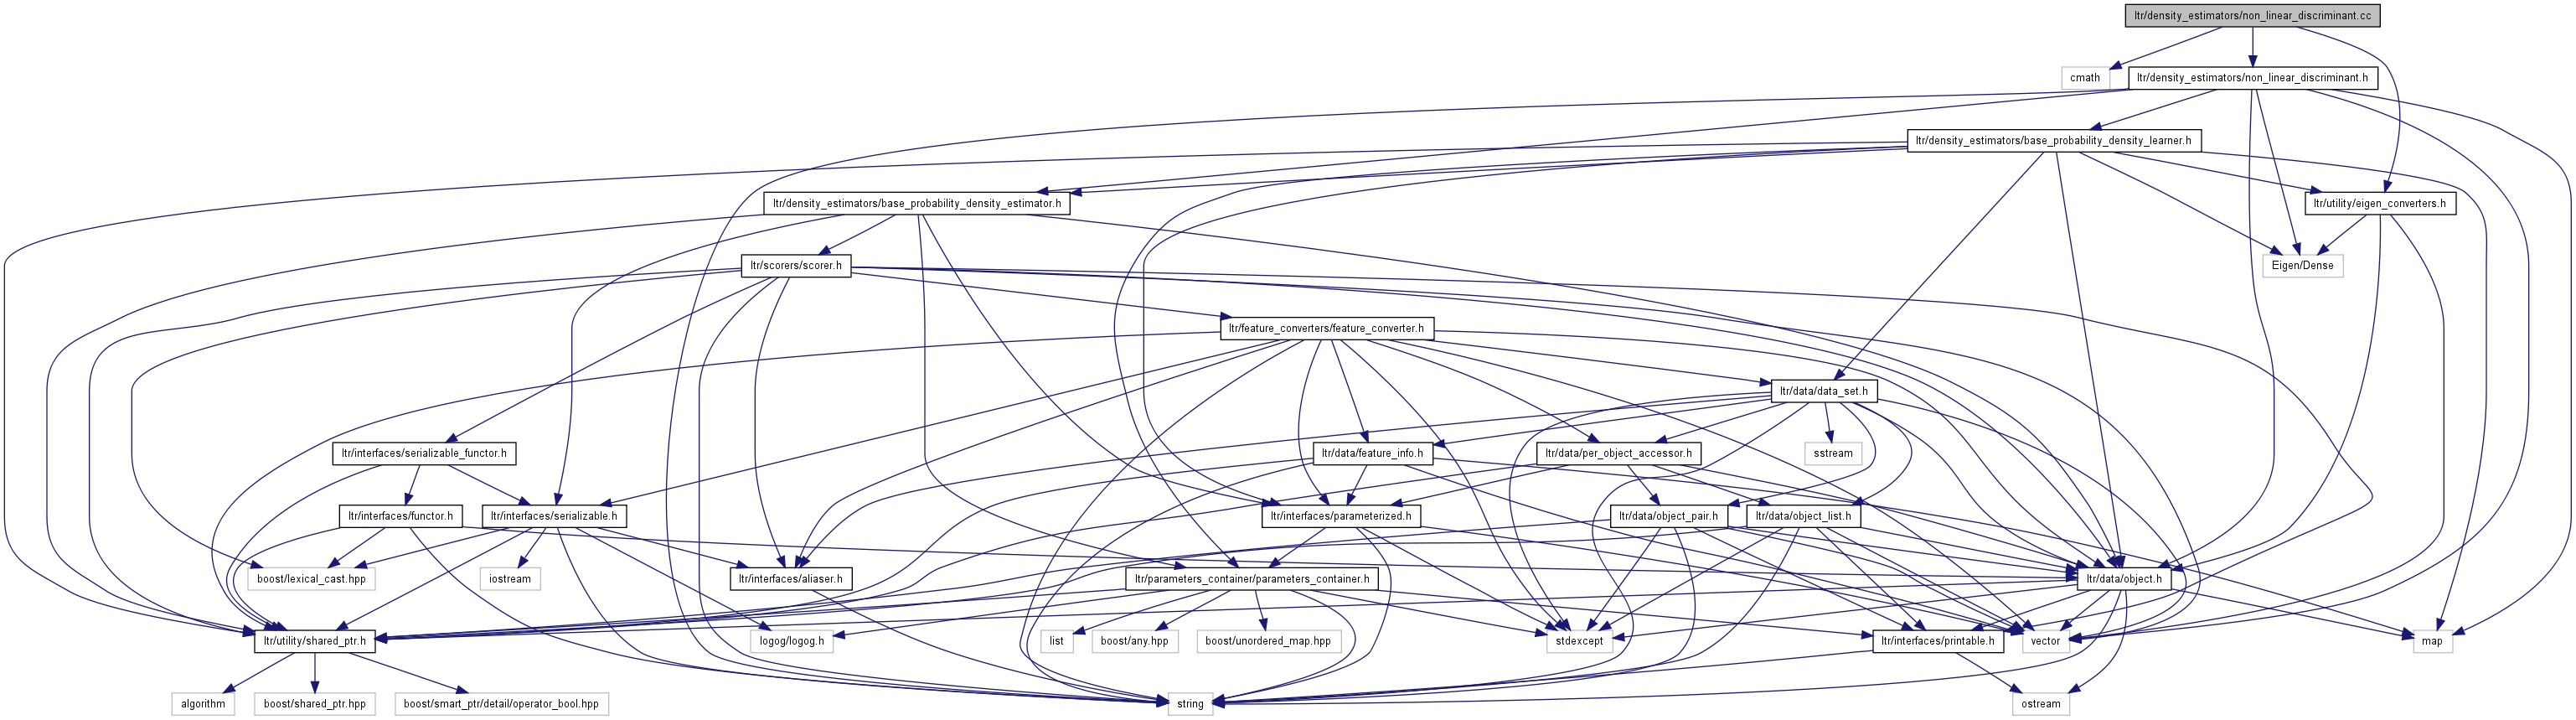 ltr/density_estimators/non_linear_discriminant.cc
cmath
ltr/density_estimators/non_linear_discriminant.h
ltr/density_estimators/base_probability_density_learner.h
ltr/density_estimators/base_probability_density_estimator.h
ltr/utility/eigen_converters.h
ltr/scorers/scorer.h
Eigen/Dense
ltr/feature_converters/feature_converter.h
ltr/data/data_set.h
ltr/interfaces/serializable_functor.h
ltr/data/feature_info.h
ltr/data/per_object_accessor.h
sstream
ltr/interfaces/functor.h
ltr/interfaces/serializable.h
ltr/interfaces/parameterized.h
ltr/data/object_pair.h
ltr/data/object_list.h
boost/lexical_cast.hpp
iostream
ltr/interfaces/aliaser.h
ltr/parameters_container/parameters_container.h
ltr/data/object.h
ltr/utility/shared_ptr.h
logog/logog.h
list
boost/any.hpp
boost/unordered_map.hpp
stdexcept
ltr/interfaces/printable.h
vector
map
algorithm
boost/shared_ptr.hpp
boost/smart_ptr/detail/operator_bool.hpp
string
ostream